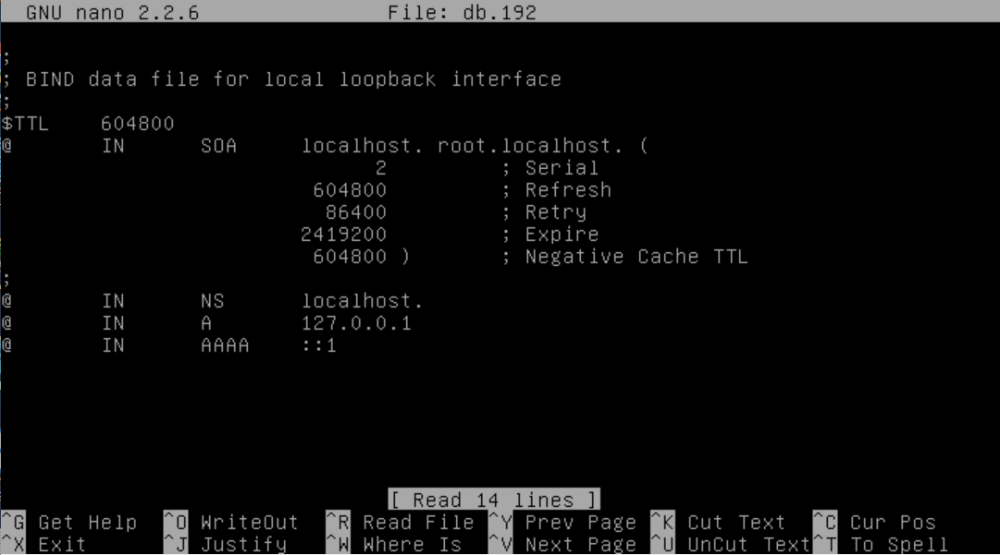 GNU nano 2.2.6 File: db.192
;
; BIND data file for local loopback interface
;
$TTL 604800
@ IN SOA localhost. root.localhost. (
2 ; Serial
604800 ; Refresh
86400 ; Retry
2419200 ; Expire
604800 ) ; Negative Cache TTL
;
@ IN NS localhost.
@ IN A 127.0.0.1
@ IN AAAA ::1
[ Read 14 lines ]
^G Get Help ^O WriteOut ^R Read File ^Y Prev Page ^K Cut Text ^C Cur Pos
^X Exit ^J Justify ^W Where Is ^V Next Page ^U UnCut Text ^T To Spell